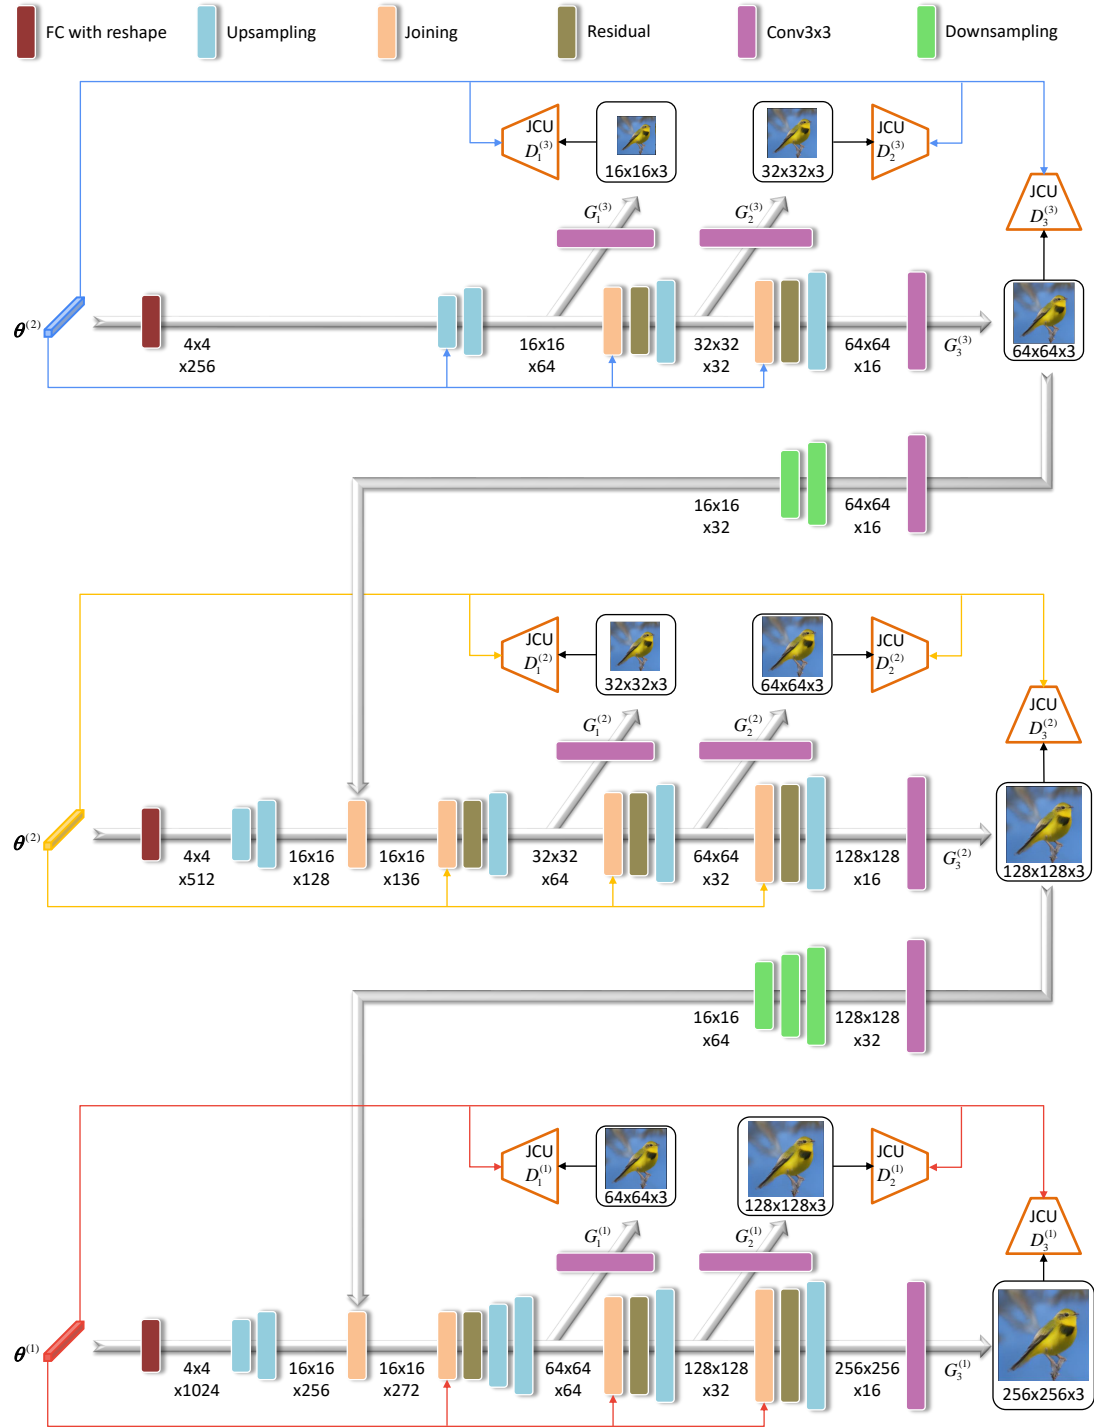 FC with reshape
Upsampling
Joining
Residual
Conv3x3
Downsampling
JCU
D₁⁽³⁾
16x16x3
32x32x3
JCU
D₂⁽³⁾
JCU
D₃⁽³⁾
G₁⁽³⁾
G₂⁽³⁾
θ⁽²⁾
4x4
x256
16x16
x64
32x32
x32
64x64
x16
G₃⁽³⁾
64x64x3
16x16
x32
64x64
x16
JCU
D₁⁽²⁾
32x32x3
64x64x3
JCU
D₂⁽²⁾
JCU
D₃⁽²⁾
G₁⁽²⁾
G₂⁽²⁾
θ⁽²⁾
4x4
x512
16x16
x128
16x16
x136
32x32
x64
64x64
x32
128x128
x16
G₃⁽²⁾
128x128x3
16x16
x64
128x128
x32
JCU
D₁⁽¹⁾
64x64x3
128x128x3
JCU
D₂⁽¹⁾
JCU
D₃⁽¹⁾
G₁⁽¹⁾
G₂⁽¹⁾
θ⁽¹⁾
4x4
x1024
16x16
x256
16x16
x272
64x64
x64
128x128
x32
256x256
x16
G₃⁽¹⁾
256x256x3